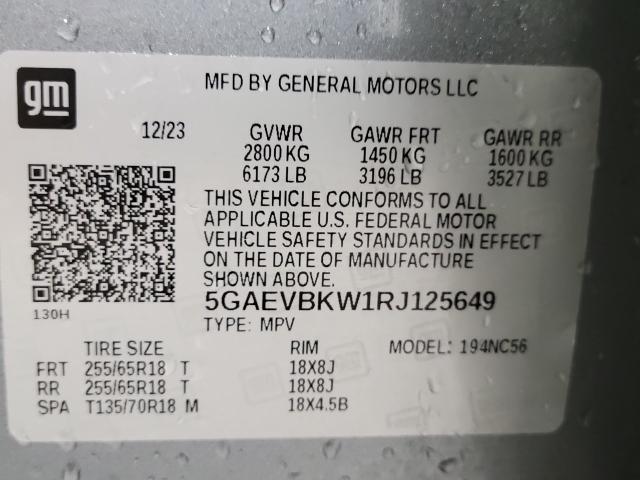 gm
MFD BY GENERAL MOTORS LLC
12/23 GVWR GAWR FRT GAWR RR
2800 KG 1450 KG 1600 KG
6173 LB 3196 LB 3527 LB
THIS VEHICLE CONFORMS TO ALL
APPLICABLE U.S. FEDERAL MOTOR
VEHICLE SAFETY STANDARDS IN EFFECT
ON THE DATE OF MANUFACTURE
SHOWN ABOVE.
5GAEVBKW1RJ125649
130H
TYPE: MPV
TIRE SIZE RIM MODEL: 194NC56
FRT 255/65R18 T 18X8J
RR 255/65R18 T 18X8J
SPA T135/70R18 M 18X4.5B